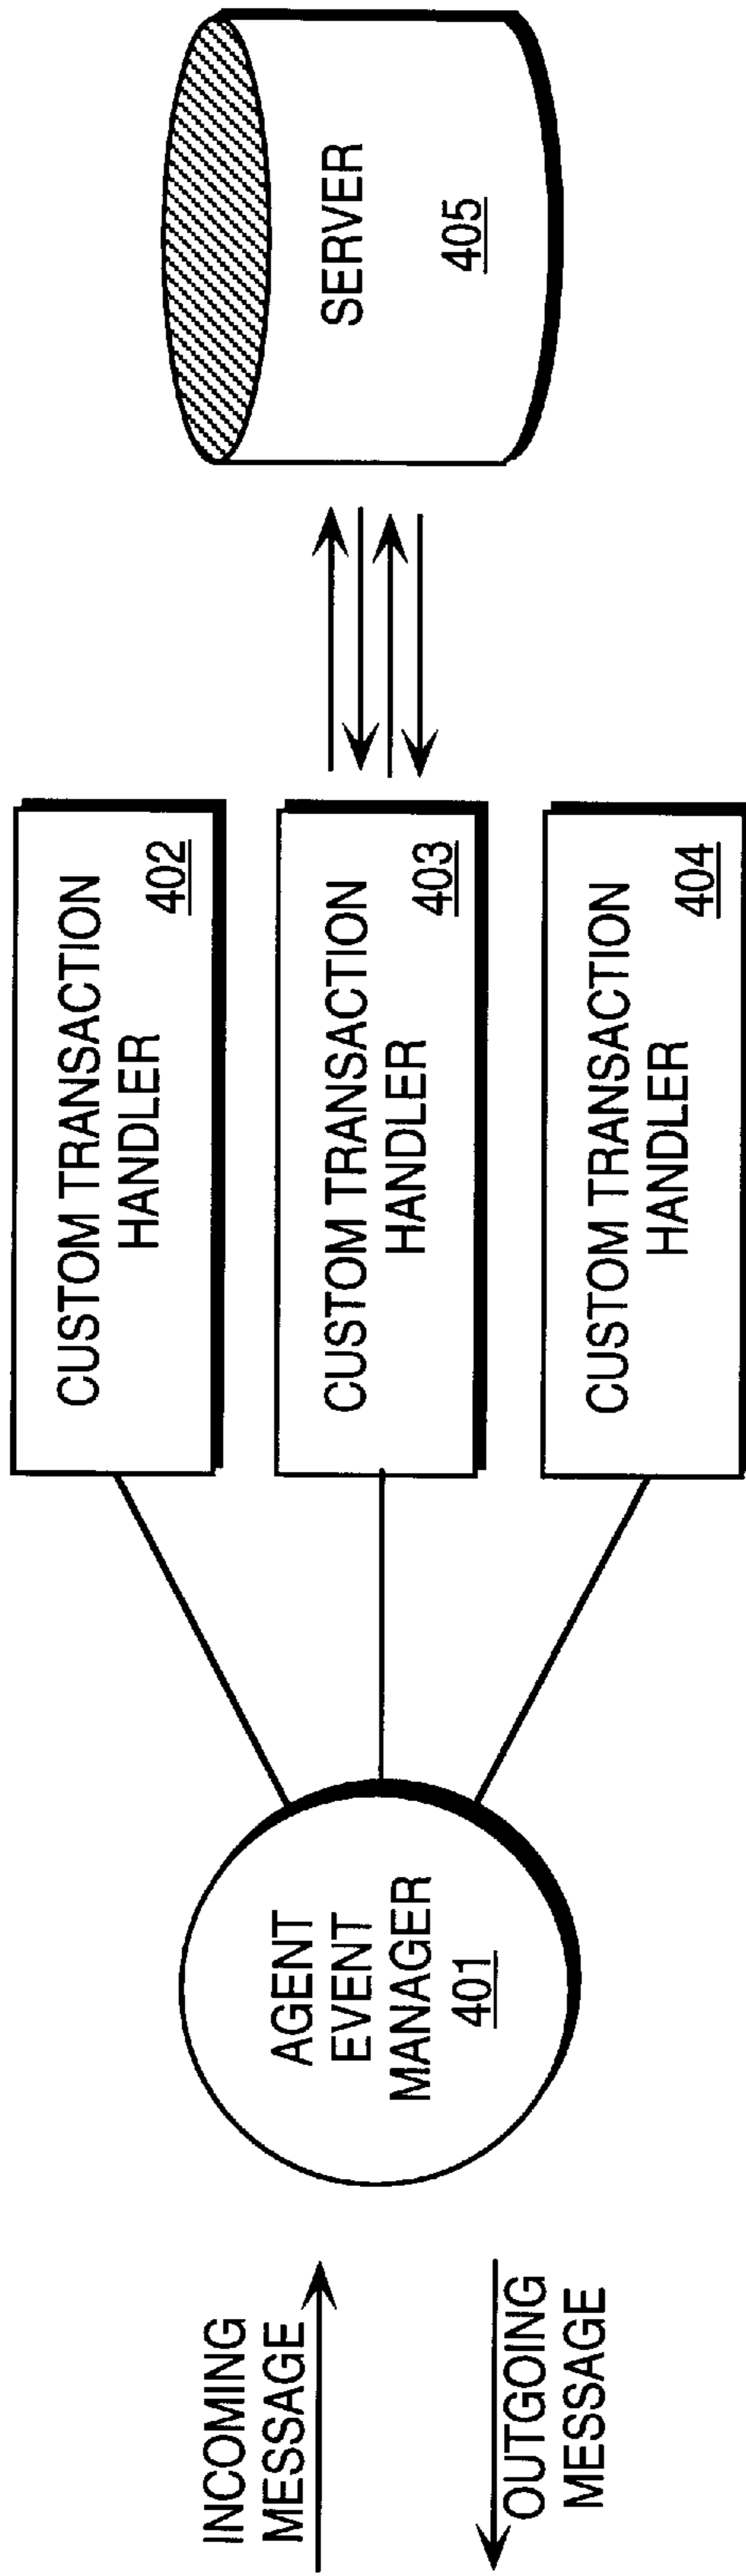 INCOMING
MESSAGE
OUTGOING
MESSAGE
AGENT
EVENT
MANAGER
401
CUSTOM TRANSACTION
HANDLER
402
CUSTOM TRANSACTION
HANDLER
403
CUSTOM TRANSACTION
HANDLER
404
SERVER
405